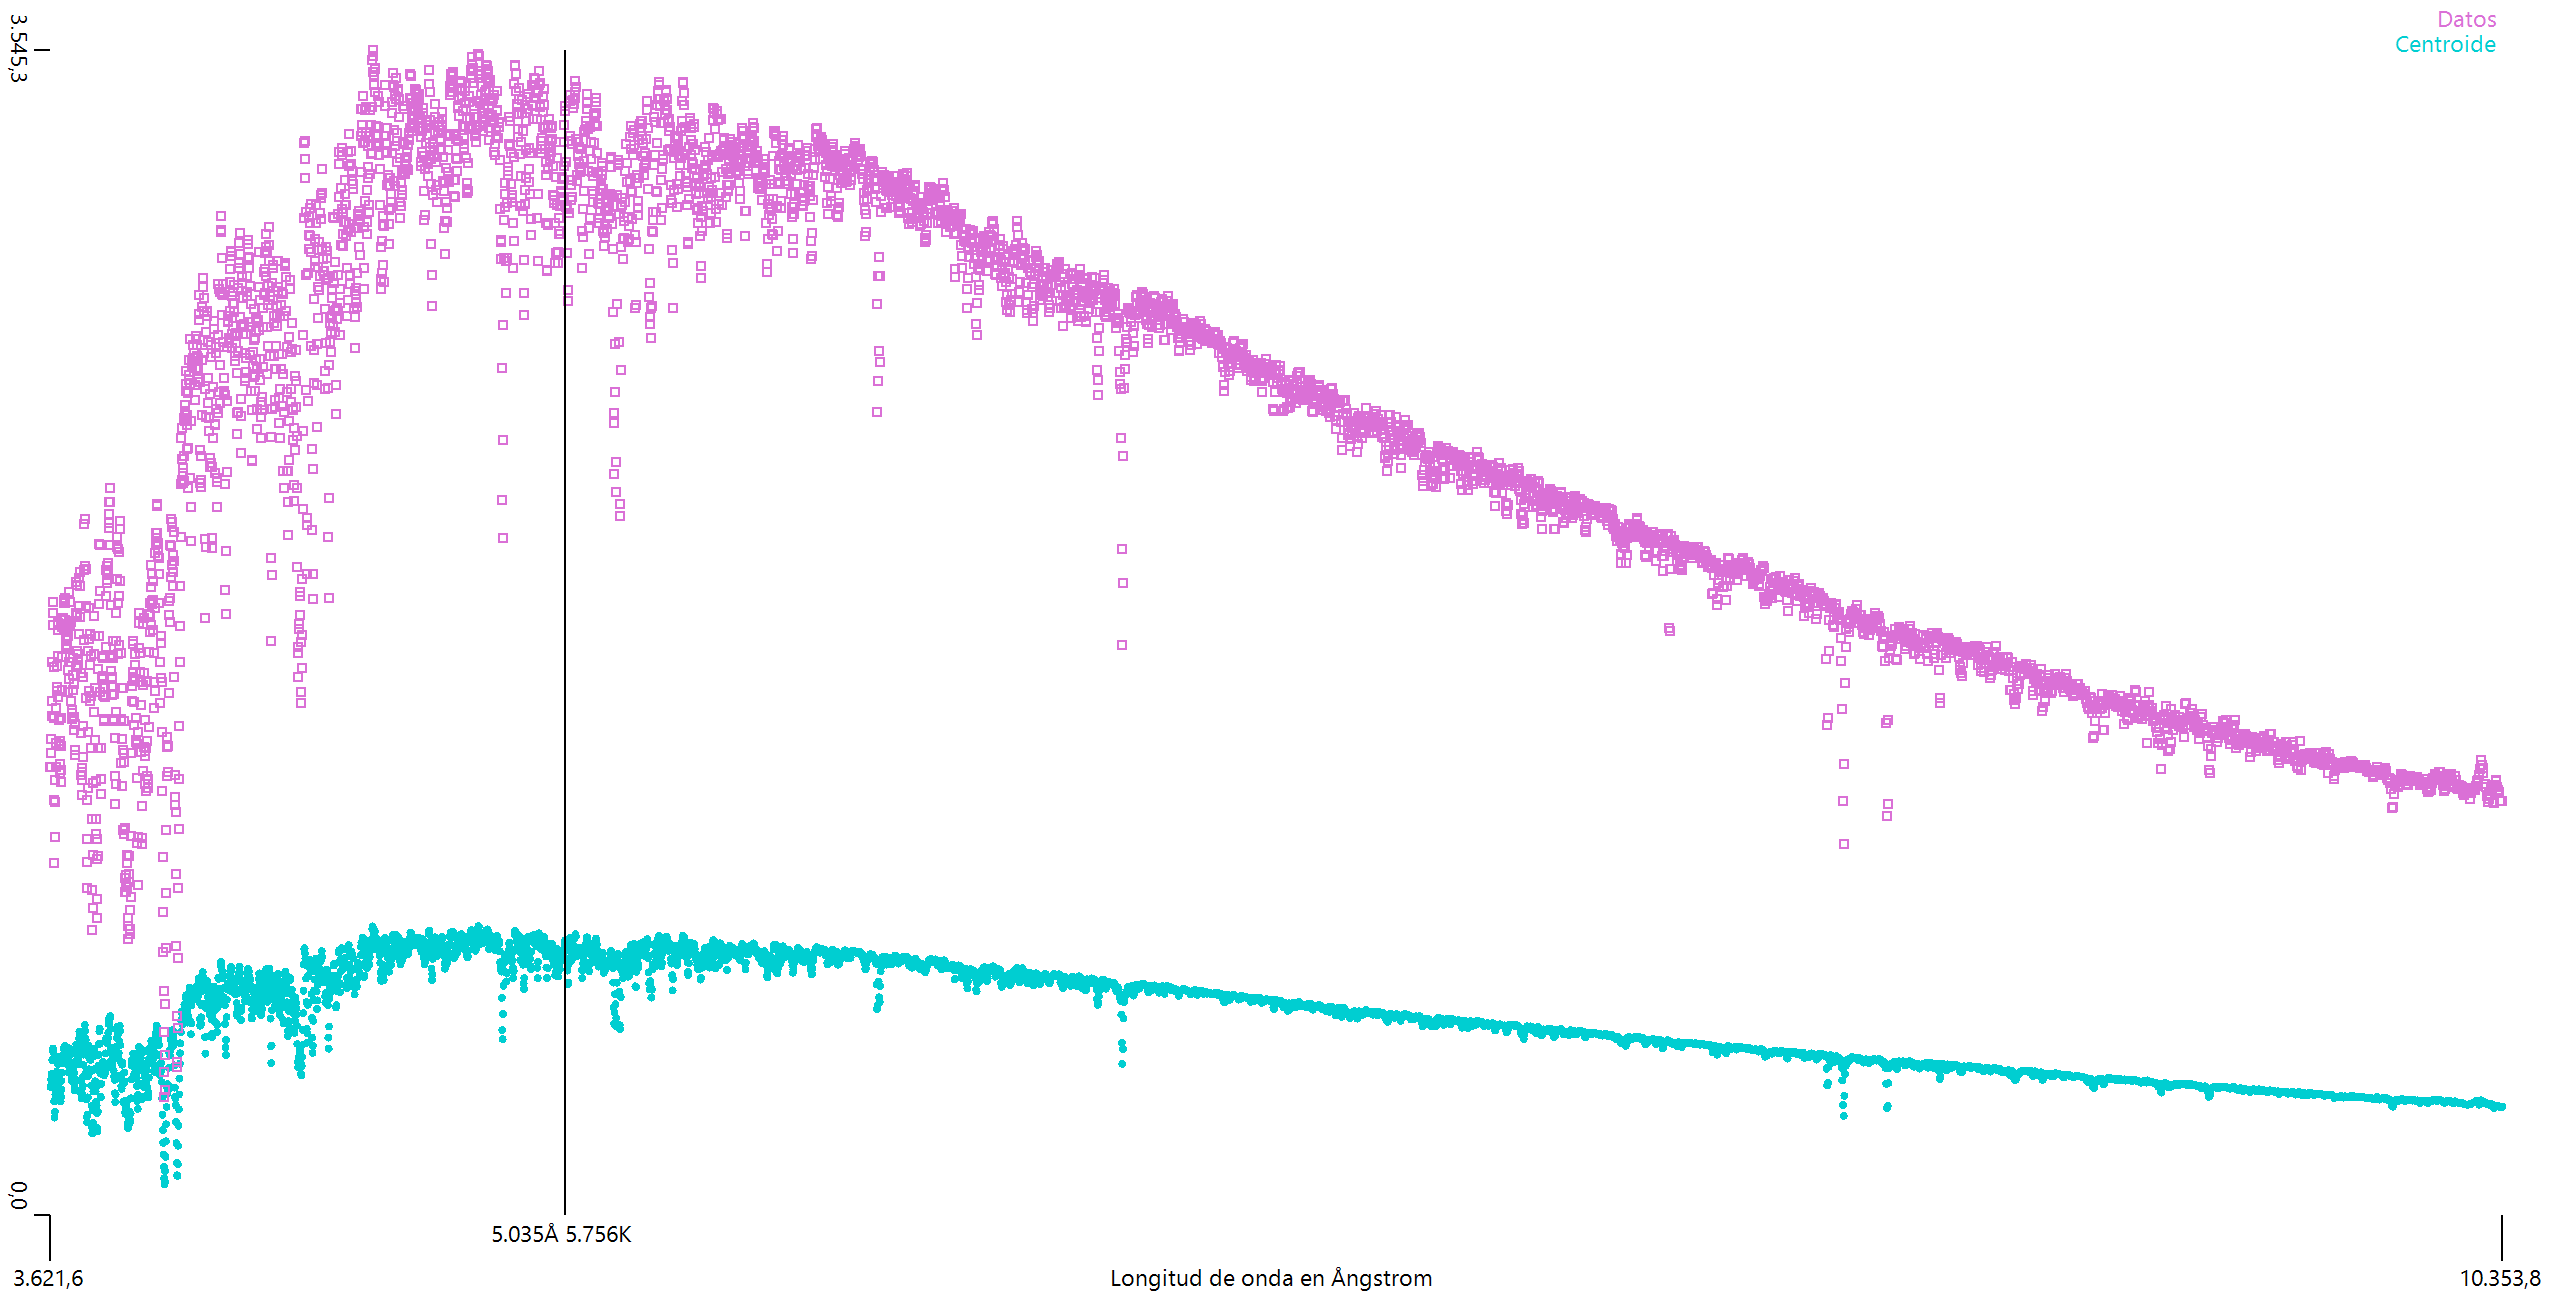 3.545,3
Datos
Centroide
0,0
5.035Å 5.756K
3.621,6
Longitud de onda en Ångstrom
10.353,8